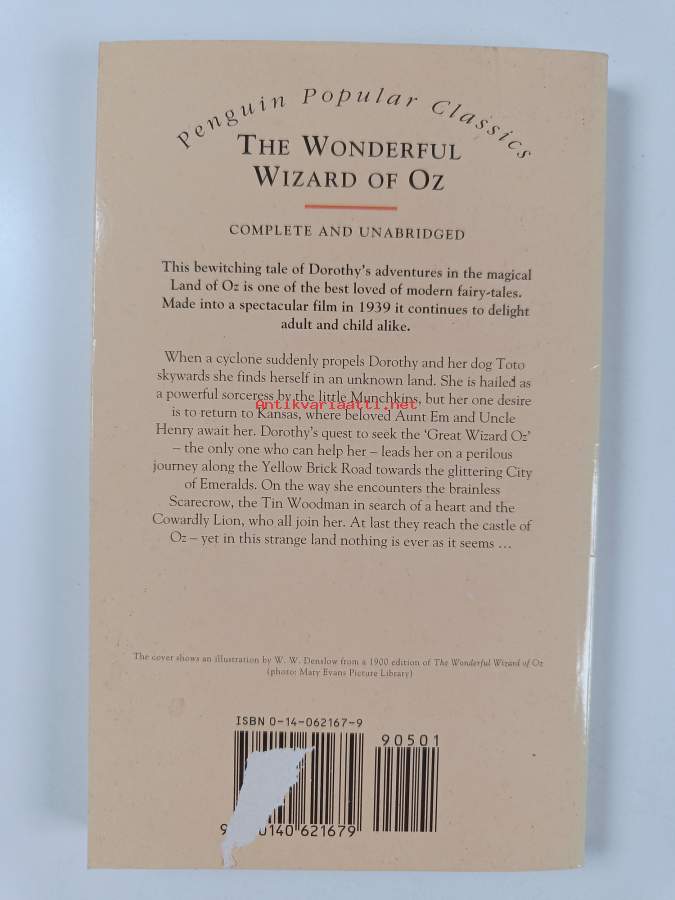 Penguin Popular Classics
THE WONDERFUL
WIZARD OF OZ
COMPLETE AND UNABRIDGED
This bewitching tale of Dorothy's adventures in the magical
Land of Oz is one of the best loved of modern fairy-tales.
Made into a spectacular film in 1939 it continues to delight
adult and child alike.
When a cyclone suddenly propels Dorothy and her dog Toto
skywards she finds herself in an unknown land. She is hailed as
a powerful sorceress by the little Munchkins, but her one desire
Antikvariaatti.net
is to return to Kansas, where beloved Aunt Em and Uncle
Henry await her. Dorothy's quest to seek the ‘Great Wizard Oz’
– the only one who can help her – leads her on a perilous
journey along the Yellow Brick Road towards the glittering City
of Emeralds. On the way she encounters the brainless
Scarecrow, the Tin Woodman in search of a heart and the
Cowardly Lion, who all join her. At last they reach the castle of
Oz – yet in this strange land nothing is ever as it seems …
The cover shows an illustration by W. W. Denslow from a 1900 edition of The Wonderful Wizard of Oz
(photo: Mary Evans Picture Library)
ISBN 0-14-062167-9
90501
9 0140 621679